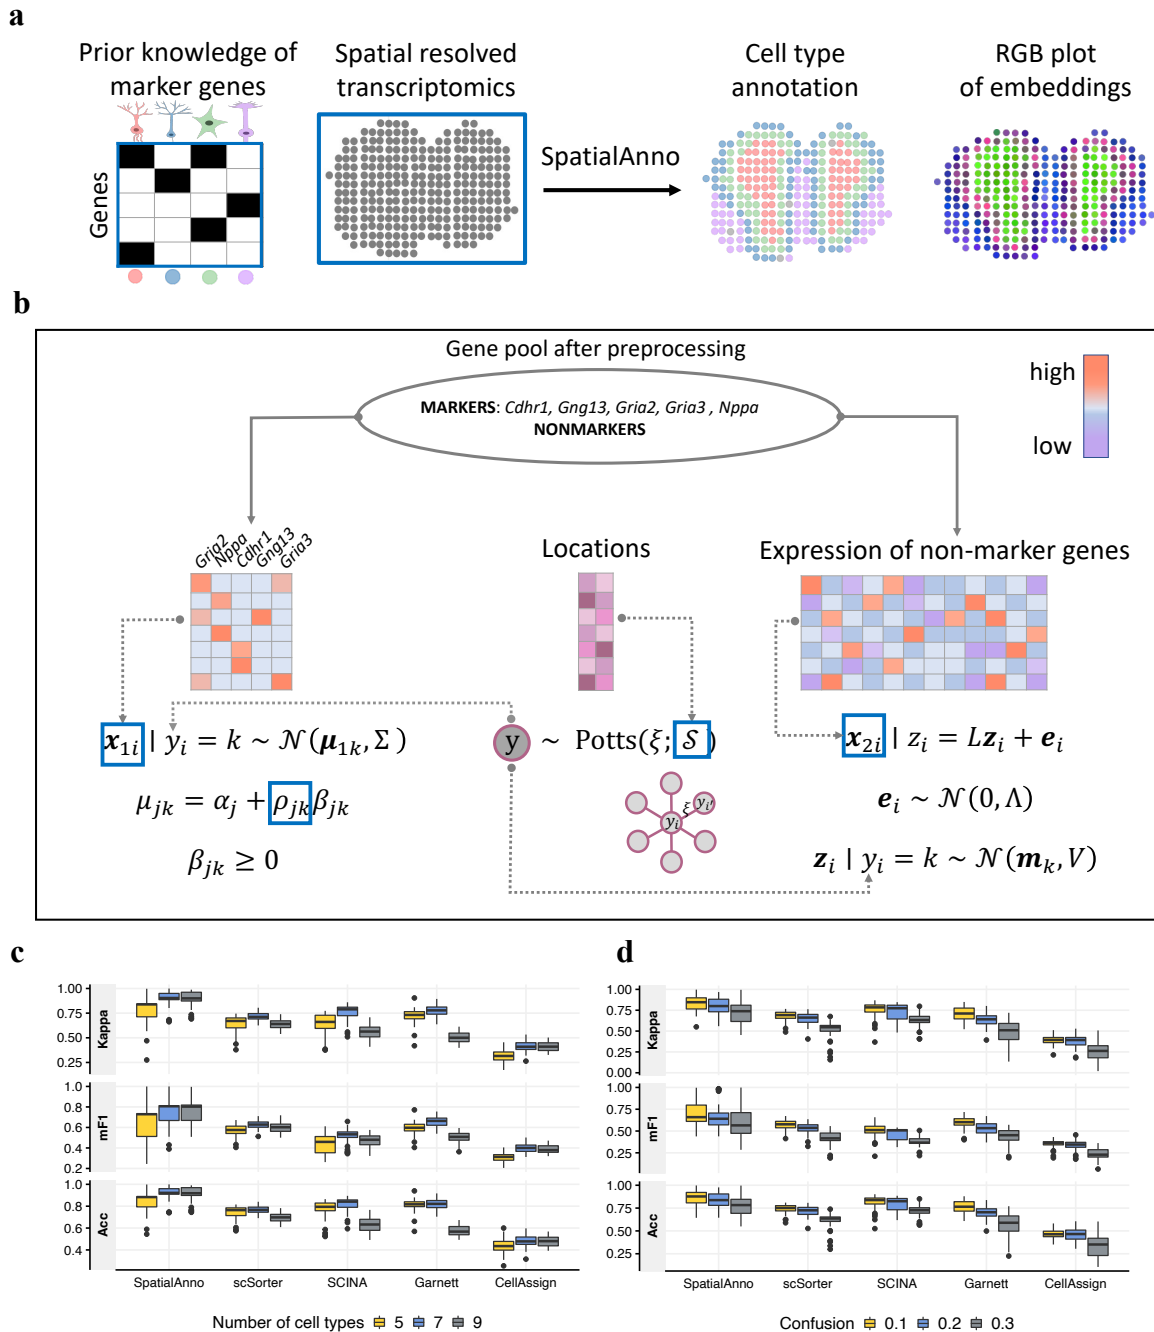 a
Prior knowledge of
marker genes
Spatial resolved
transcriptomics
Cell type
annotation
RGB plot
of embeddings
Genes
SpatialAnno
b
Gene pool after preprocessing
MARKERS: Cdhr1, Gng13, Gria2, Gria3 , Nppa
NONMARKERS
high
low
Gria2
Nppa
Cdhr1
Gng13
Gria3
Locations
Expression of non-marker genes
x₁ᵢ | yᵢ = k ~ 𝒩(μ₁ₖ, Σ)
μⱼₖ = αⱼ + ρⱼₖβⱼₖ
βⱼₖ ≥ 0
y ~ Potts(ξ; 𝒮)
yᵢ ξ yᵢ′
x₂ᵢ | zᵢ = Lzᵢ + eᵢ
eᵢ ~ 𝒩(0, Λ)
zᵢ | yᵢ = k ~ 𝒩(mₖ, V)
c
Kappa
1.00
0.75
0.50
0.25
mF1
1.0
0.8
0.6
0.4
0.2
Acc
1.0
0.8
0.6
0.4
SpatialAnno scSorter SCINA Garnett CellAssign
Number of cell types 5 7 9
d
Kappa
1.00
0.75
0.50
0.25
0.00
mF1
1.00
0.75
0.50
0.25
Acc
1.00
0.75
0.50
0.25
SpatialAnno scSorter SCINA Garnett CellAssign
Confusion 0.1 0.2 0.3